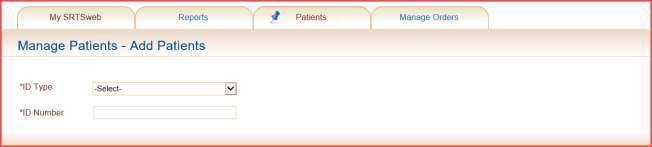 My SRTSweb Reports Patients Manage Orders
Manage Patients - Add Patients
*ID Type -Select-
*ID Number